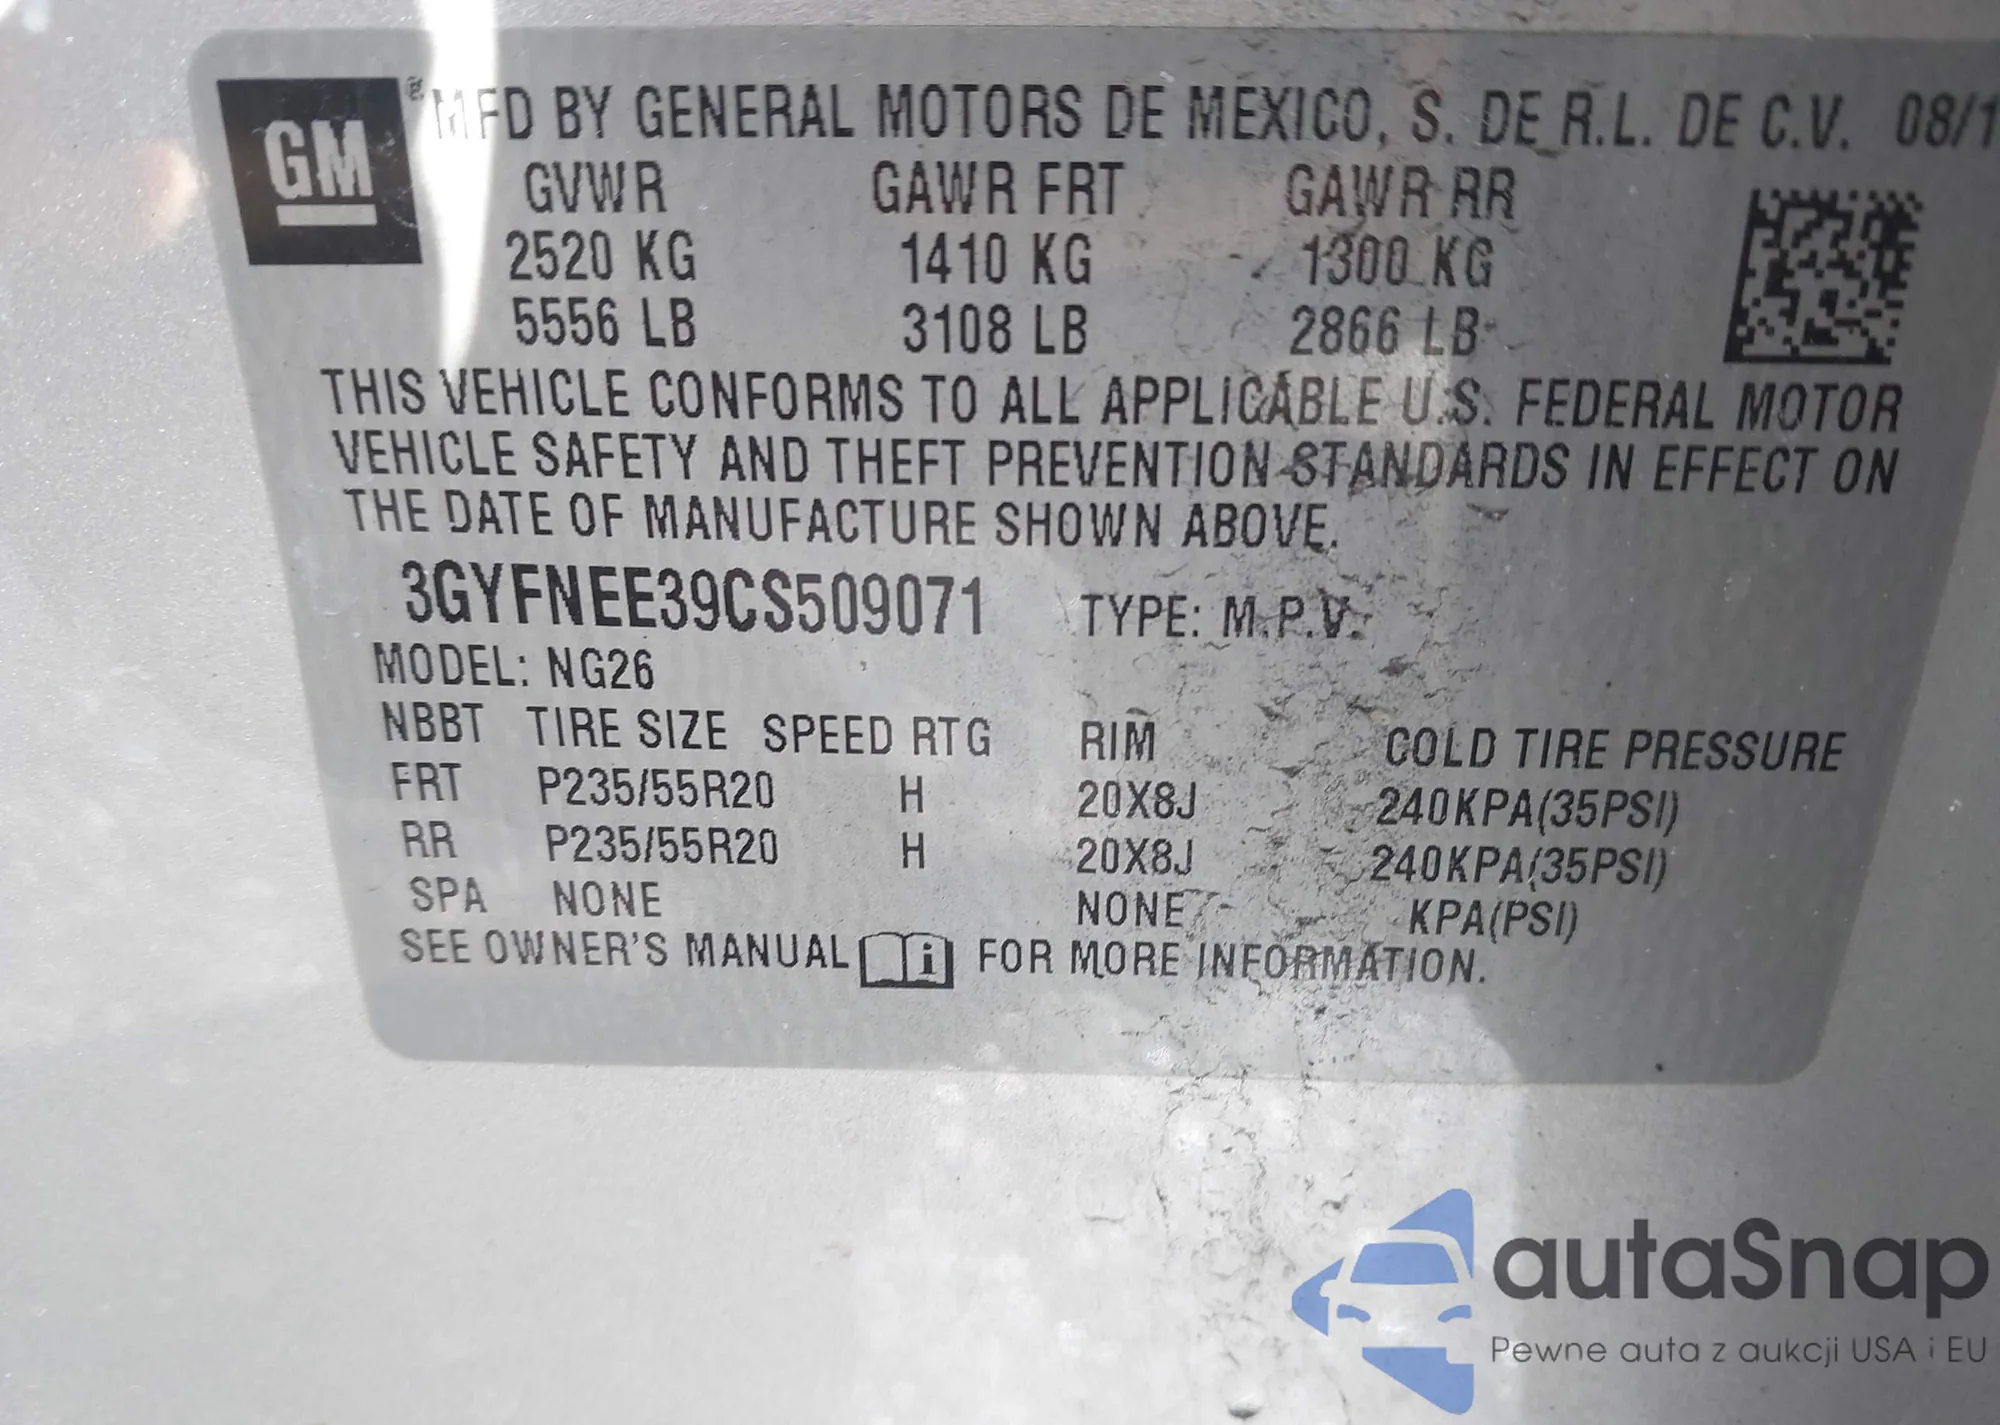 GM
® MFD BY GENERAL MOTORS DE MEXICO, S. DE R.L. DE C.V. 08/1
GVWR GAWR FRT GAWR RR
2520 KG 1410 KG 1300 KG
5556 LB 3108 LB 2866 LB
THIS VEHICLE CONFORMS TO ALL APPLICABLE U.S. FEDERAL MOTOR
VEHICLE SAFETY AND THEFT PREVENTION STANDARDS IN EFFECT ON
THE DATE OF MANUFACTURE SHOWN ABOVE.
3GYFNEE39CS509071 TYPE: M.P.V.
MODEL: NG26
NBBT TIRE SIZE SPEED RTG RIM COLD TIRE PRESSURE
FRT P235/55R20 H 20X8J 240KPA(35PSI)
RR P235/55R20 H 20X8J 240KPA(35PSI)
SPA NONE NONE KPA(PSI)
SEE OWNER'S MANUAL i FOR MORE INFORMATION.
autaSnap
Pewne auta z aukcji USA i EU